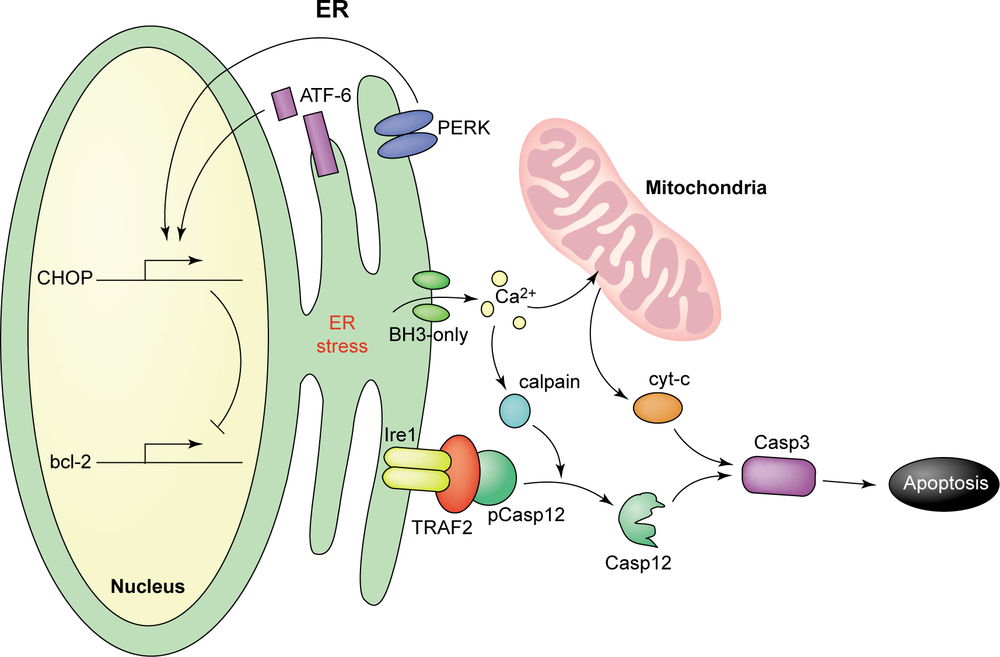 ER
ATF-6
PERK
Mitochondria
CHOP
Ca2+
ER
stress
BH3-only
calpain
cyt-c
Ire1
Casp3
bcl-2
Apoptosis
pCasp12
TRAF2
Casp12
Nucleus